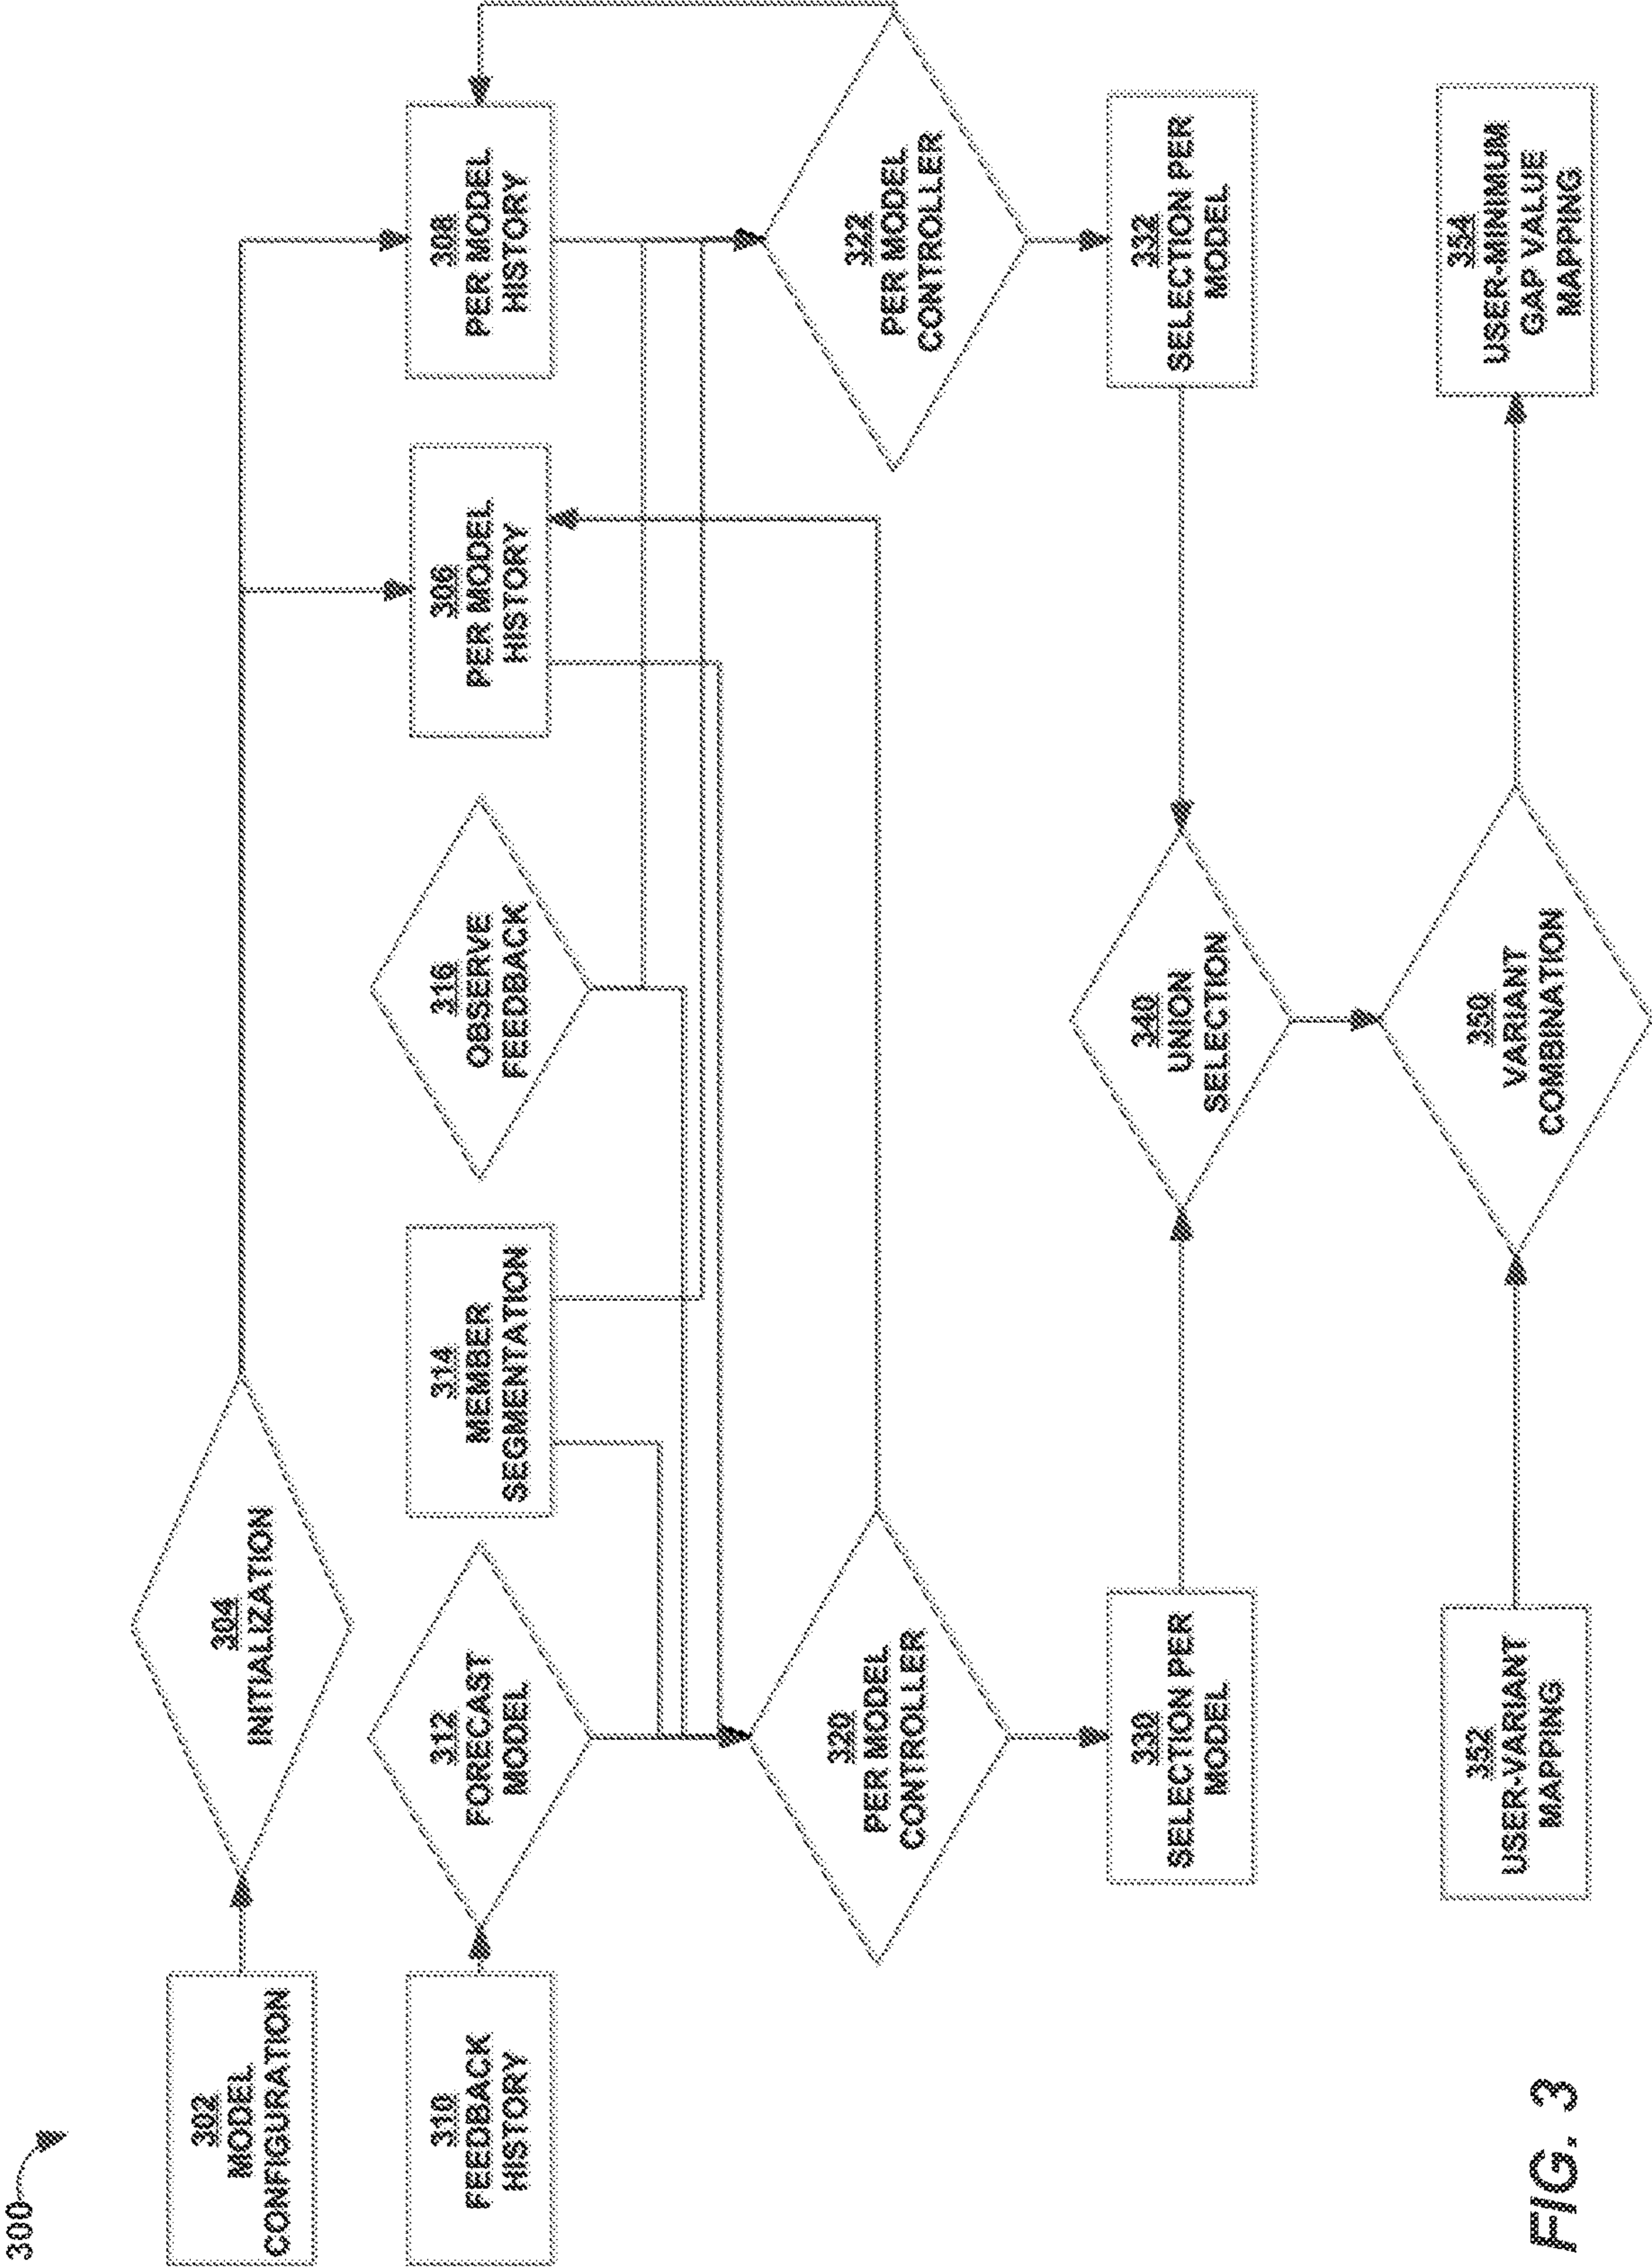 300
302
MODEL
CONFIGURATION
304
INITIALIZATION
310
FEEDBACK
HISTORY
312
FORECAST
MODEL
314
MEMBER
SEGMENTATION
316
OBSERVE
FEEDBACK
306
PER MODEL
HISTORY
308
PER MODEL
HISTORY
320
PER MODEL
CONTROLLER
322
PER MODEL
CONTROLLER
330
SELECTION PER
MODEL
340
UNION
SELECTION
332
SELECTION PER
MODEL
352
USER-VARIANT
MAPPING
350
VARIANT
COMBINATION
354
USER-MINIMUM
GAP VALUE
MAPPING
FIG. 3